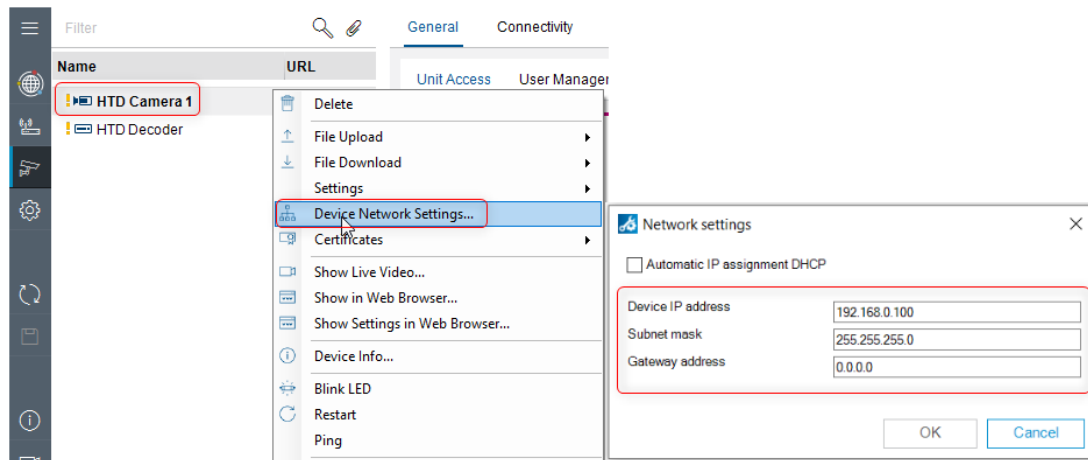 Filter
General Connectivity
Name URL
Unit Access User Manager
HTD Camera 1
HTD Decoder
Delete
File Upload
File Download
Settings
Device Network Settings...
Certificates
Show Live Video...
Show in Web Browser...
Show Settings in Web Browser...
Device Info...
Blink LED
Restart
Ping
Network settings
Automatic IP assignment DHCP
Device IP address 192.168.0.100
Subnet mask 255.255.255.0
Gateway address 0.0.0.0
OK Cancel